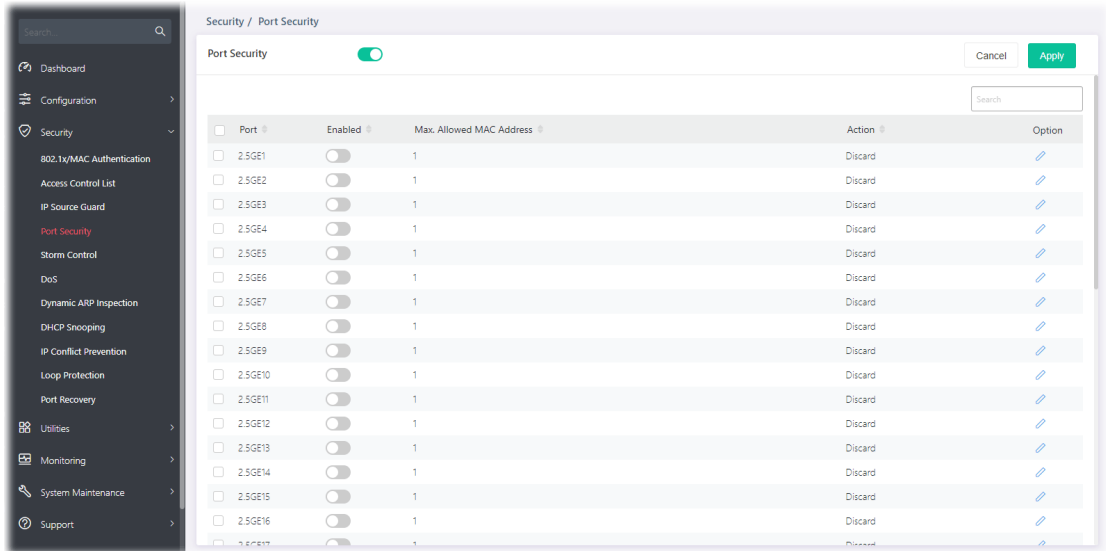 Search...
Dashboard
Configuration
Security
802.1x/MAC Authentication
Access Control List
IP Source Guard
Port Security
Storm Control
DoS
Dynamic ARP Inspection
DHCP Snooping
IP Conflict Prevention
Loop Protection
Port Recovery
Utilities
Monitoring
System Maintenance
Support
Security / Port Security
Port Security Cancel Apply
Search
Port Enabled Max. Allowed MAC Address Action Option
2.5GE1 1 Discard
2.5GE2 1 Discard
2.5GE3 1 Discard
2.5GE4 1 Discard
2.5GE5 1 Discard
2.5GE6 1 Discard
2.5GE7 1 Discard
2.5GE8 1 Discard
2.5GE9 1 Discard
2.5GE10 1 Discard
2.5GE11 1 Discard
2.5GE12 1 Discard
2.5GE13 1 Discard
2.5GE14 1 Discard
2.5GE15 1 Discard
2.5GE16 1 Discard
2.5GE17 1 Discard